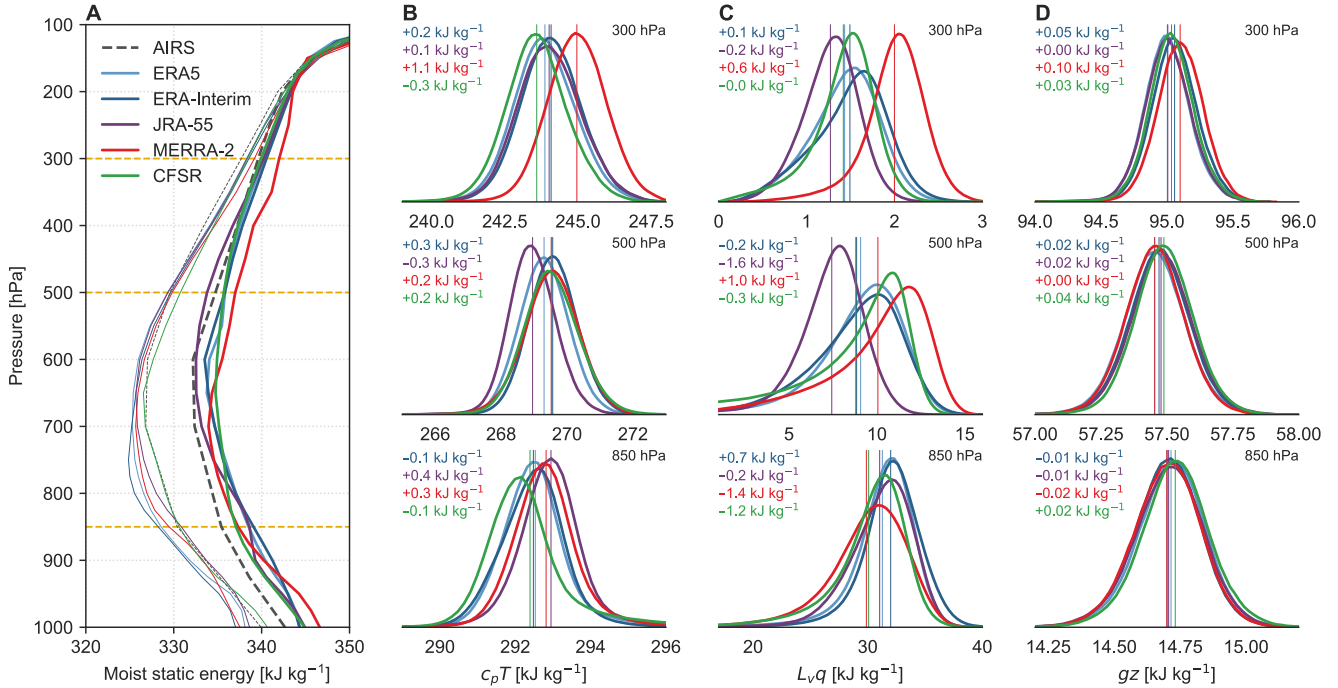 A
100
200
300
400
500
600
700
800
900
1000
Pressure [hPa]
AIRS
ERA5
ERA-Interim
JRA-55
MERRA-2
CFSR
320
330
340
350
Moist static energy [kJ kg⁻¹]
B
+0.2 kJ kg⁻¹
+0.1 kJ kg⁻¹
+1.1 kJ kg⁻¹
−0.3 kJ kg⁻¹
300 hPa
240.0 242.5 245.0 247.5
+0.3 kJ kg⁻¹
−0.3 kJ kg⁻¹
+0.2 kJ kg⁻¹
+0.2 kJ kg⁻¹
500 hPa
266 268 270 272
−0.1 kJ kg⁻¹
+0.4 kJ kg⁻¹
+0.3 kJ kg⁻¹
−0.1 kJ kg⁻¹
850 hPa
290 292 294 296
cₚT [kJ kg⁻¹]
C
+0.1 kJ kg⁻¹
−0.2 kJ kg⁻¹
+0.6 kJ kg⁻¹
−0.0 kJ kg⁻¹
300 hPa
0 1 2 3
−0.2 kJ kg⁻¹
−1.6 kJ kg⁻¹
+1.0 kJ kg⁻¹
−0.3 kJ kg⁻¹
500 hPa
5 10 15
+0.7 kJ kg⁻¹
−0.2 kJ kg⁻¹
−1.4 kJ kg⁻¹
−1.2 kJ kg⁻¹
850 hPa
20 30 40
Lᵥq [kJ kg⁻¹]
D
+0.05 kJ kg⁻¹
+0.00 kJ kg⁻¹
+0.10 kJ kg⁻¹
+0.03 kJ kg⁻¹
300 hPa
94.0 94.5 95.0 95.5 96.0
+0.02 kJ kg⁻¹
+0.02 kJ kg⁻¹
+0.00 kJ kg⁻¹
+0.04 kJ kg⁻¹
500 hPa
57.00 57.25 57.50 57.75 58.00
−0.01 kJ kg⁻¹
−0.01 kJ kg⁻¹
−0.02 kJ kg⁻¹
+0.02 kJ kg⁻¹
850 hPa
14.25 14.50 14.75 15.00
gz [kJ kg⁻¹]